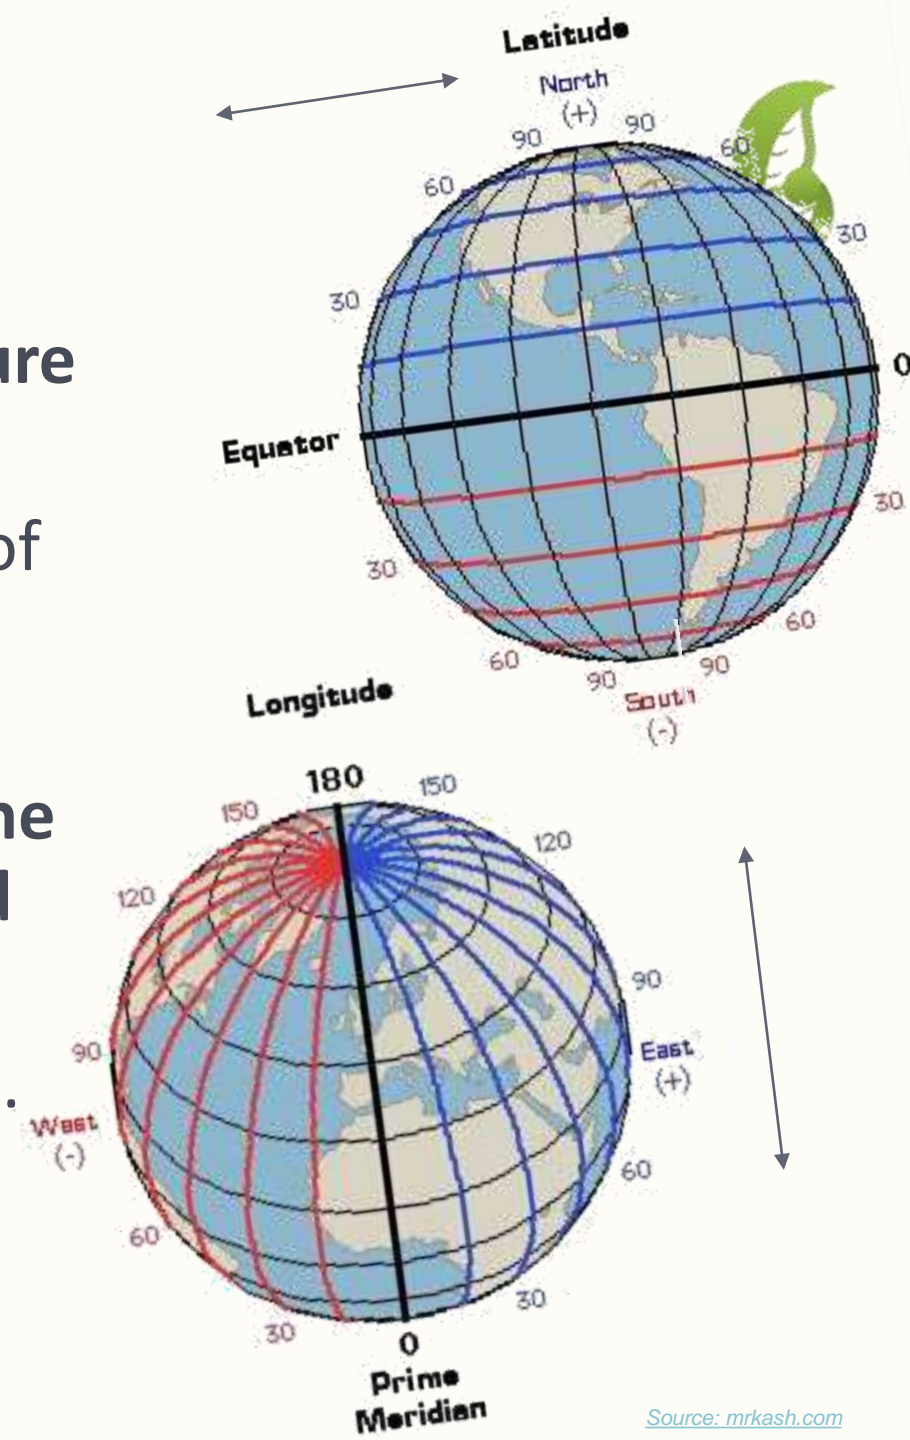 Latitude
North
(+)
90 90
60 60
30 30
ure
0
Equator
of
30 30
60 60
90 90
South
(-)
Longitude
180
150 150
120 120
ne
90 90
East
(+)
West
(-)
.
60 60
30 30
0
Prime
Meridian
Source: mrkash.com